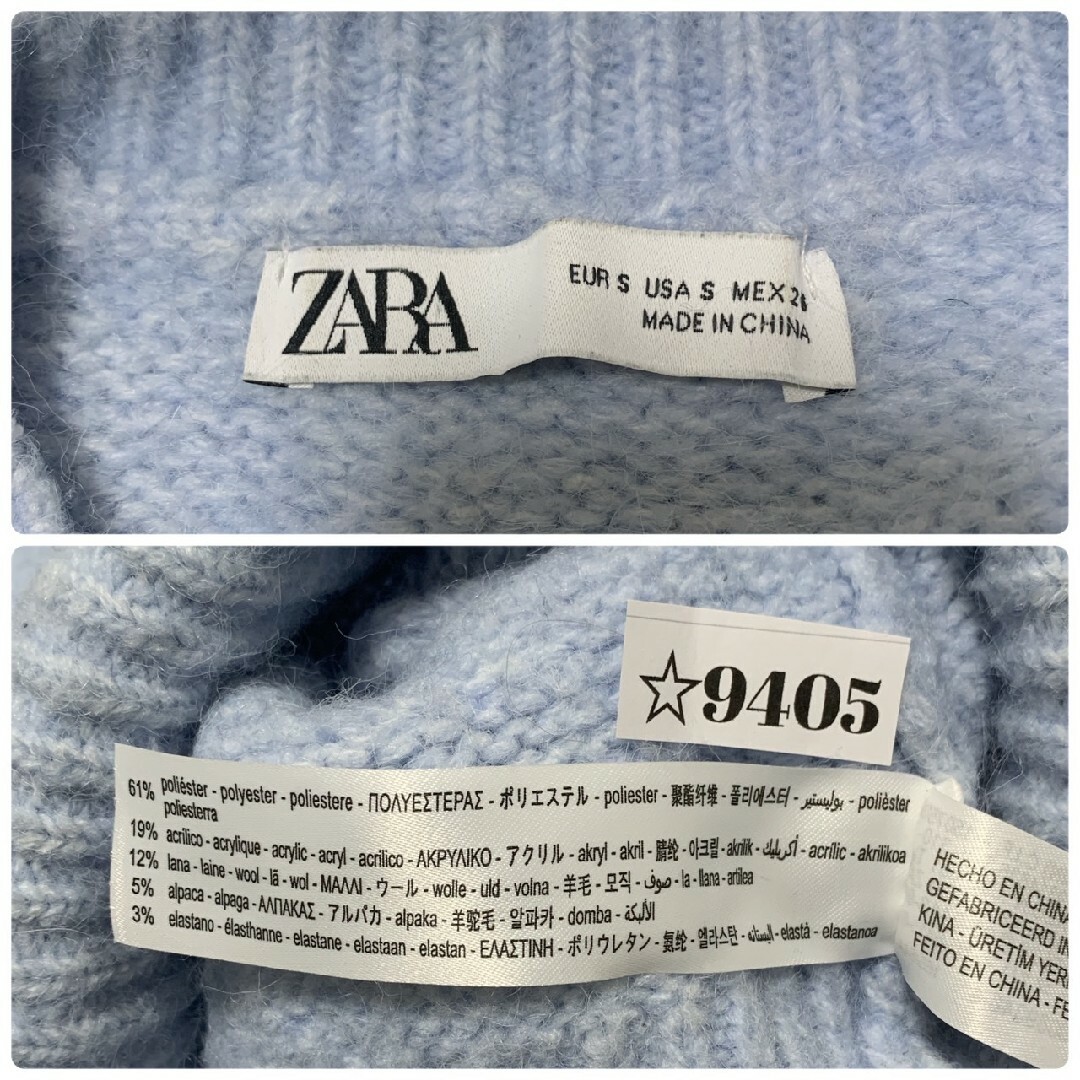 ZARA
EUR S USA S MEX 26
MADE IN CHINA
☆9405
61% poliéster - polyester - poliestere - ΠΟΛΥΕΣΤΕΡΑΣ - ポリエステル - poliester - 聚酯纤维 - 폴리에스터 - بوليستير - polièster
poliesterra
19% acrílico - acrylique - acrylic - acryl - acrilico - ΑΚΡΥΛΙΚΟ - アクリル - akryl - akril - 腈纶 - 아크릴 - akrilik - أكريليك - acrílic - akrilikoa
12% lana - laine - wool - lã - wol - ΜΑΛΛΙ - ウール - wolle - uld - volna - 羊毛 - 모직 - صوف - la - llana - artilea
5% alpaca - alpaga - ΑΛΠΑΚΑΣ - アルパカ - alpaka - 羊驼毛 - 알파카 - domba - الألبكة
3% elastano - élasthanne - elastane - elastaan - elastan - ΕΛΑΣΤΙΝΗ - ポリウレタン - 氨纶 - 엘라스탄 - ايلستانه - elastà - elastanoa
HECHO EN CHINA
GEFABRICEERD IN
KINA - ÜRETİM YERİ
FEITO EN CHINA - FE